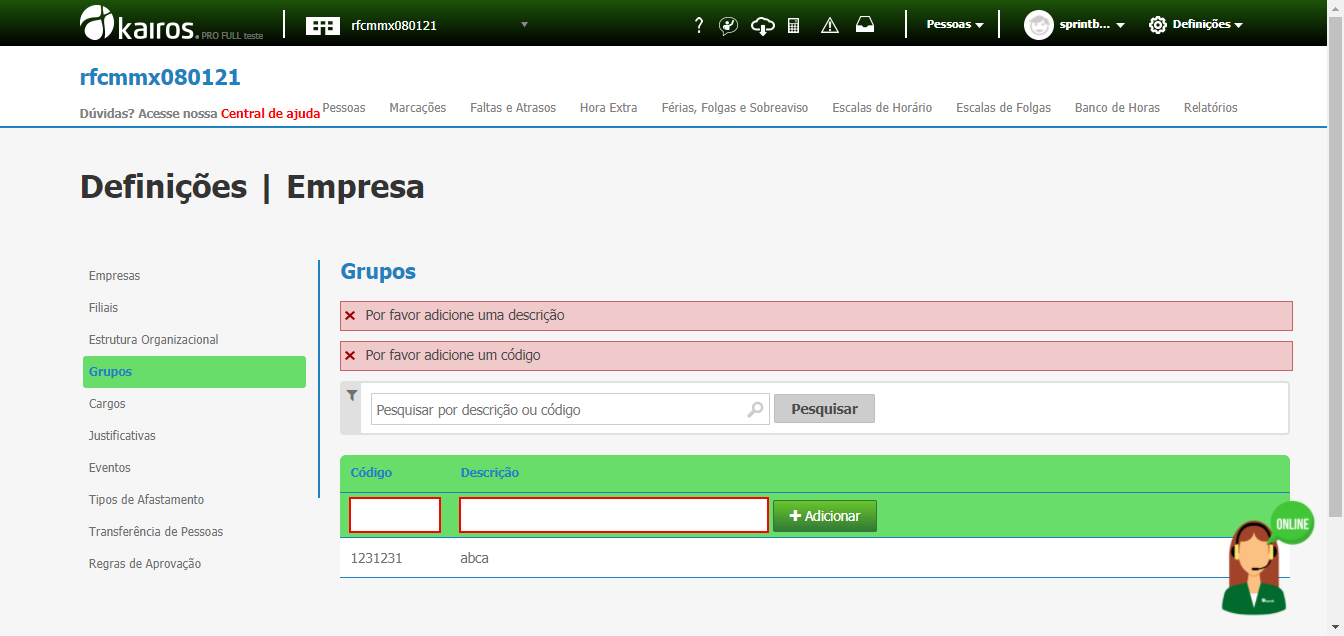 kairos. PRO FULL teste
rfcmmx080121
?
Pessoas
sprintb...
Definições
rfcmmx080121
Dúvidas? Acesse nossa Central de ajuda
Pessoas
Marcações
Faltas e Atrasos
Hora Extra
Férias, Folgas e Sobreaviso
Escalas de Horário
Escalas de Folgas
Banco de Horas
Relatórios
Definições | Empresa
Empresas
Filiais
Estrutura Organizacional
Grupos
Cargos
Justificativas
Eventos
Tipos de Afastamento
Transferência de Pessoas
Regras de Aprovação
Grupos
Por favor adicione uma descrição
Por favor adicione um código
Pesquisar por descrição ou código
Pesquisar
Código Descrição
Adicionar
1231231 abca
ONLINE